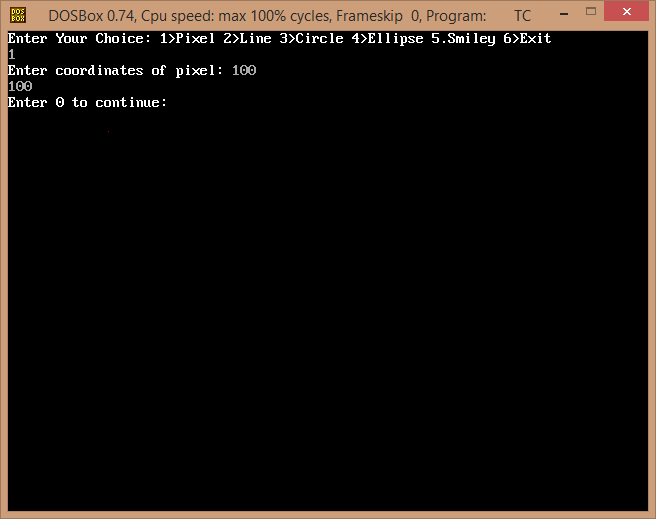 DOS BOX
DOSBox 0.74, Cpu speed: max 100% cycles, Frameskip 0, Program: TC
Enter Your Choice: 1>Pixel 2>Line 3>Circle 4>Ellipse 5.Smiley 6>Exit
1
Enter coordinates of pixel: 100
100
Enter 0 to continue: